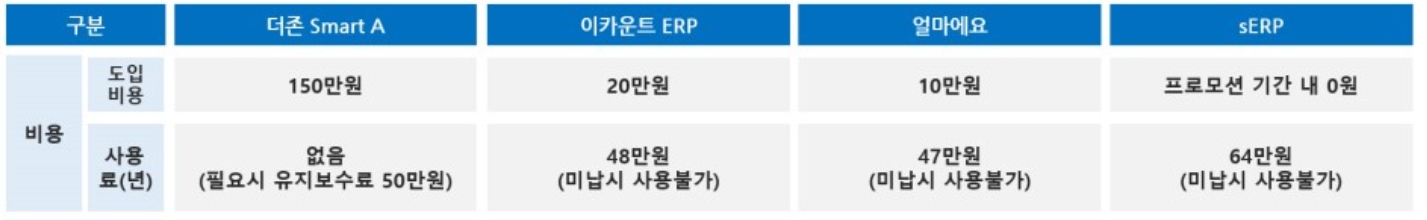 구분 더존 Smart A 이카운트 ERP 얼마에요 sERP
비용
도입
비용
150만원 20만원 10만원 프로모션 기간 내 0원
사용
료(년)
없음
(필요시 유지보수료 50만원)
48만원
(미납시 사용불가)
47만원
(미납시 사용불가)
64만원
(미납시 사용불가)